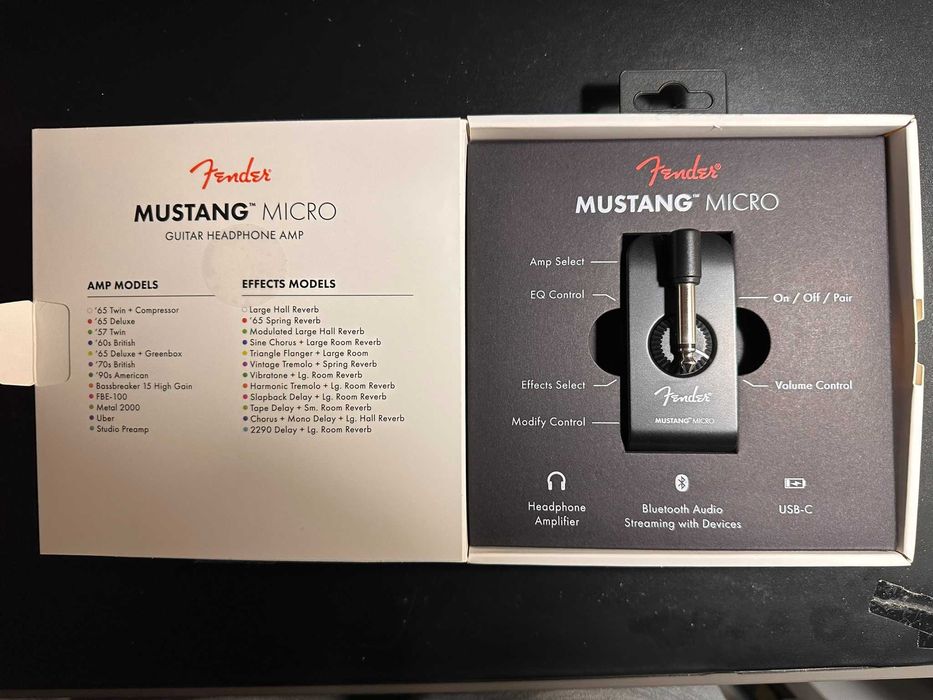 Fender
MUSTANG™ MICRO
GUITAR HEADPHONE AMP
AMP MODELS
'65 Twin + Compressor
'65 Deluxe
'57 Twin
'60s British
'65 Deluxe + Greenbox
'70s British
'90s American
Bassbreaker 15 High Gain
FBE-100
Metal 2000
Uber
Studio Preamp
EFFECTS MODELS
Large Hall Reverb
'65 Spring Reverb
Modulated Large Hall Reverb
Sine Chorus + Large Room Reverb
Triangle Flanger + Large Room
Vintage Tremolo + Spring Reverb
Vibratone + Lg. Room Reverb
Harmonic Tremolo + Lg. Room Reverb
Slapback Delay + Lg. Room Reverb
Tape Delay + Sm. Room Reverb
Chorus + Mono Delay + Lg. Hall Reverb
2290 Delay + Lg. Room Reverb
Fender®
MUSTANG™ MICRO
Amp Select
EQ Control
On / Off / Pair
Effects Select
Volume Control
Modify Control
Fender
MUSTANG™ MICRO
Headphone
Amplifier
Bluetooth Audio
Streaming with Devices
USB-C